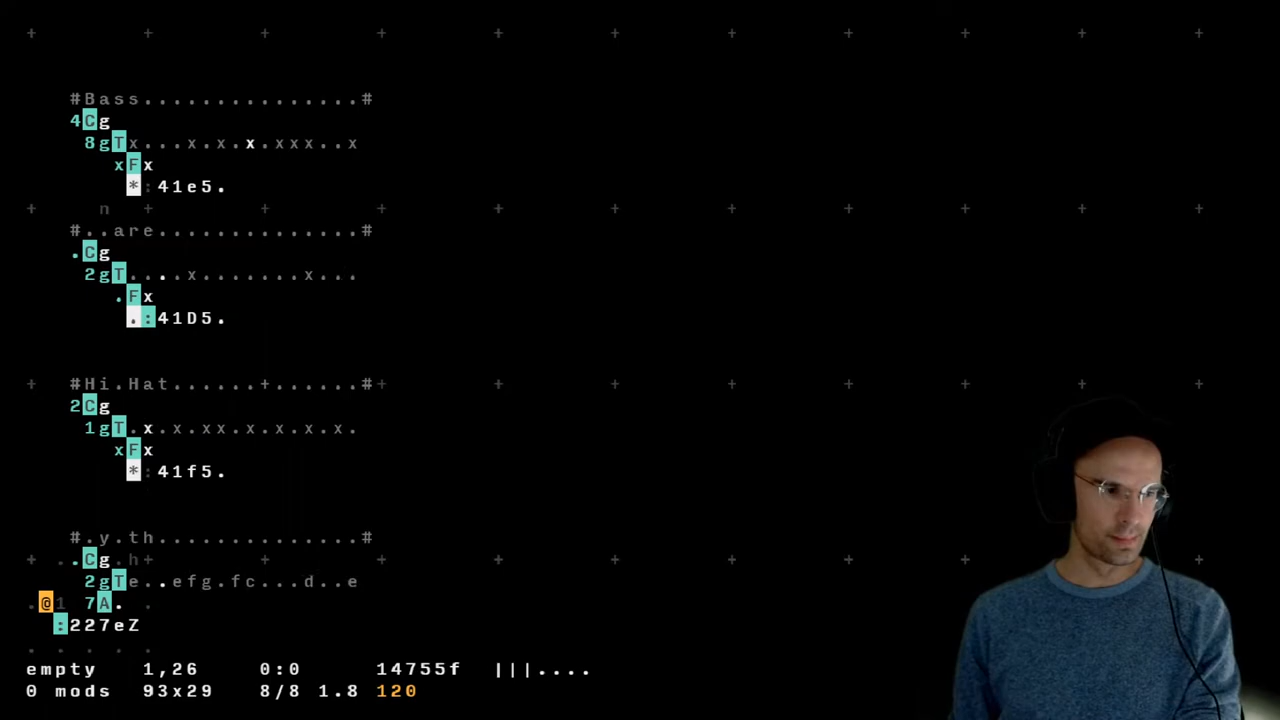 #Bass...............#
4Cg
8gTx...x.x.x.xxx..x
xFx
*:41e5.
n
#..are..............#
.Cg
2gT....x.......x...
.Fx
.:41D5.
#Hi.Hat......+......#
2Cg
1gT.x.x.xx.x.x.x.x.
xFx
*:41f5.
#.y.th..............#
..Cg.h
2gTe..efg.fc...d..e
.@1 7A. .
:227eZ
. . . . .
empty 1,26 0:0 14755f |||....
0 mods 93x29 8/8 1.8 120